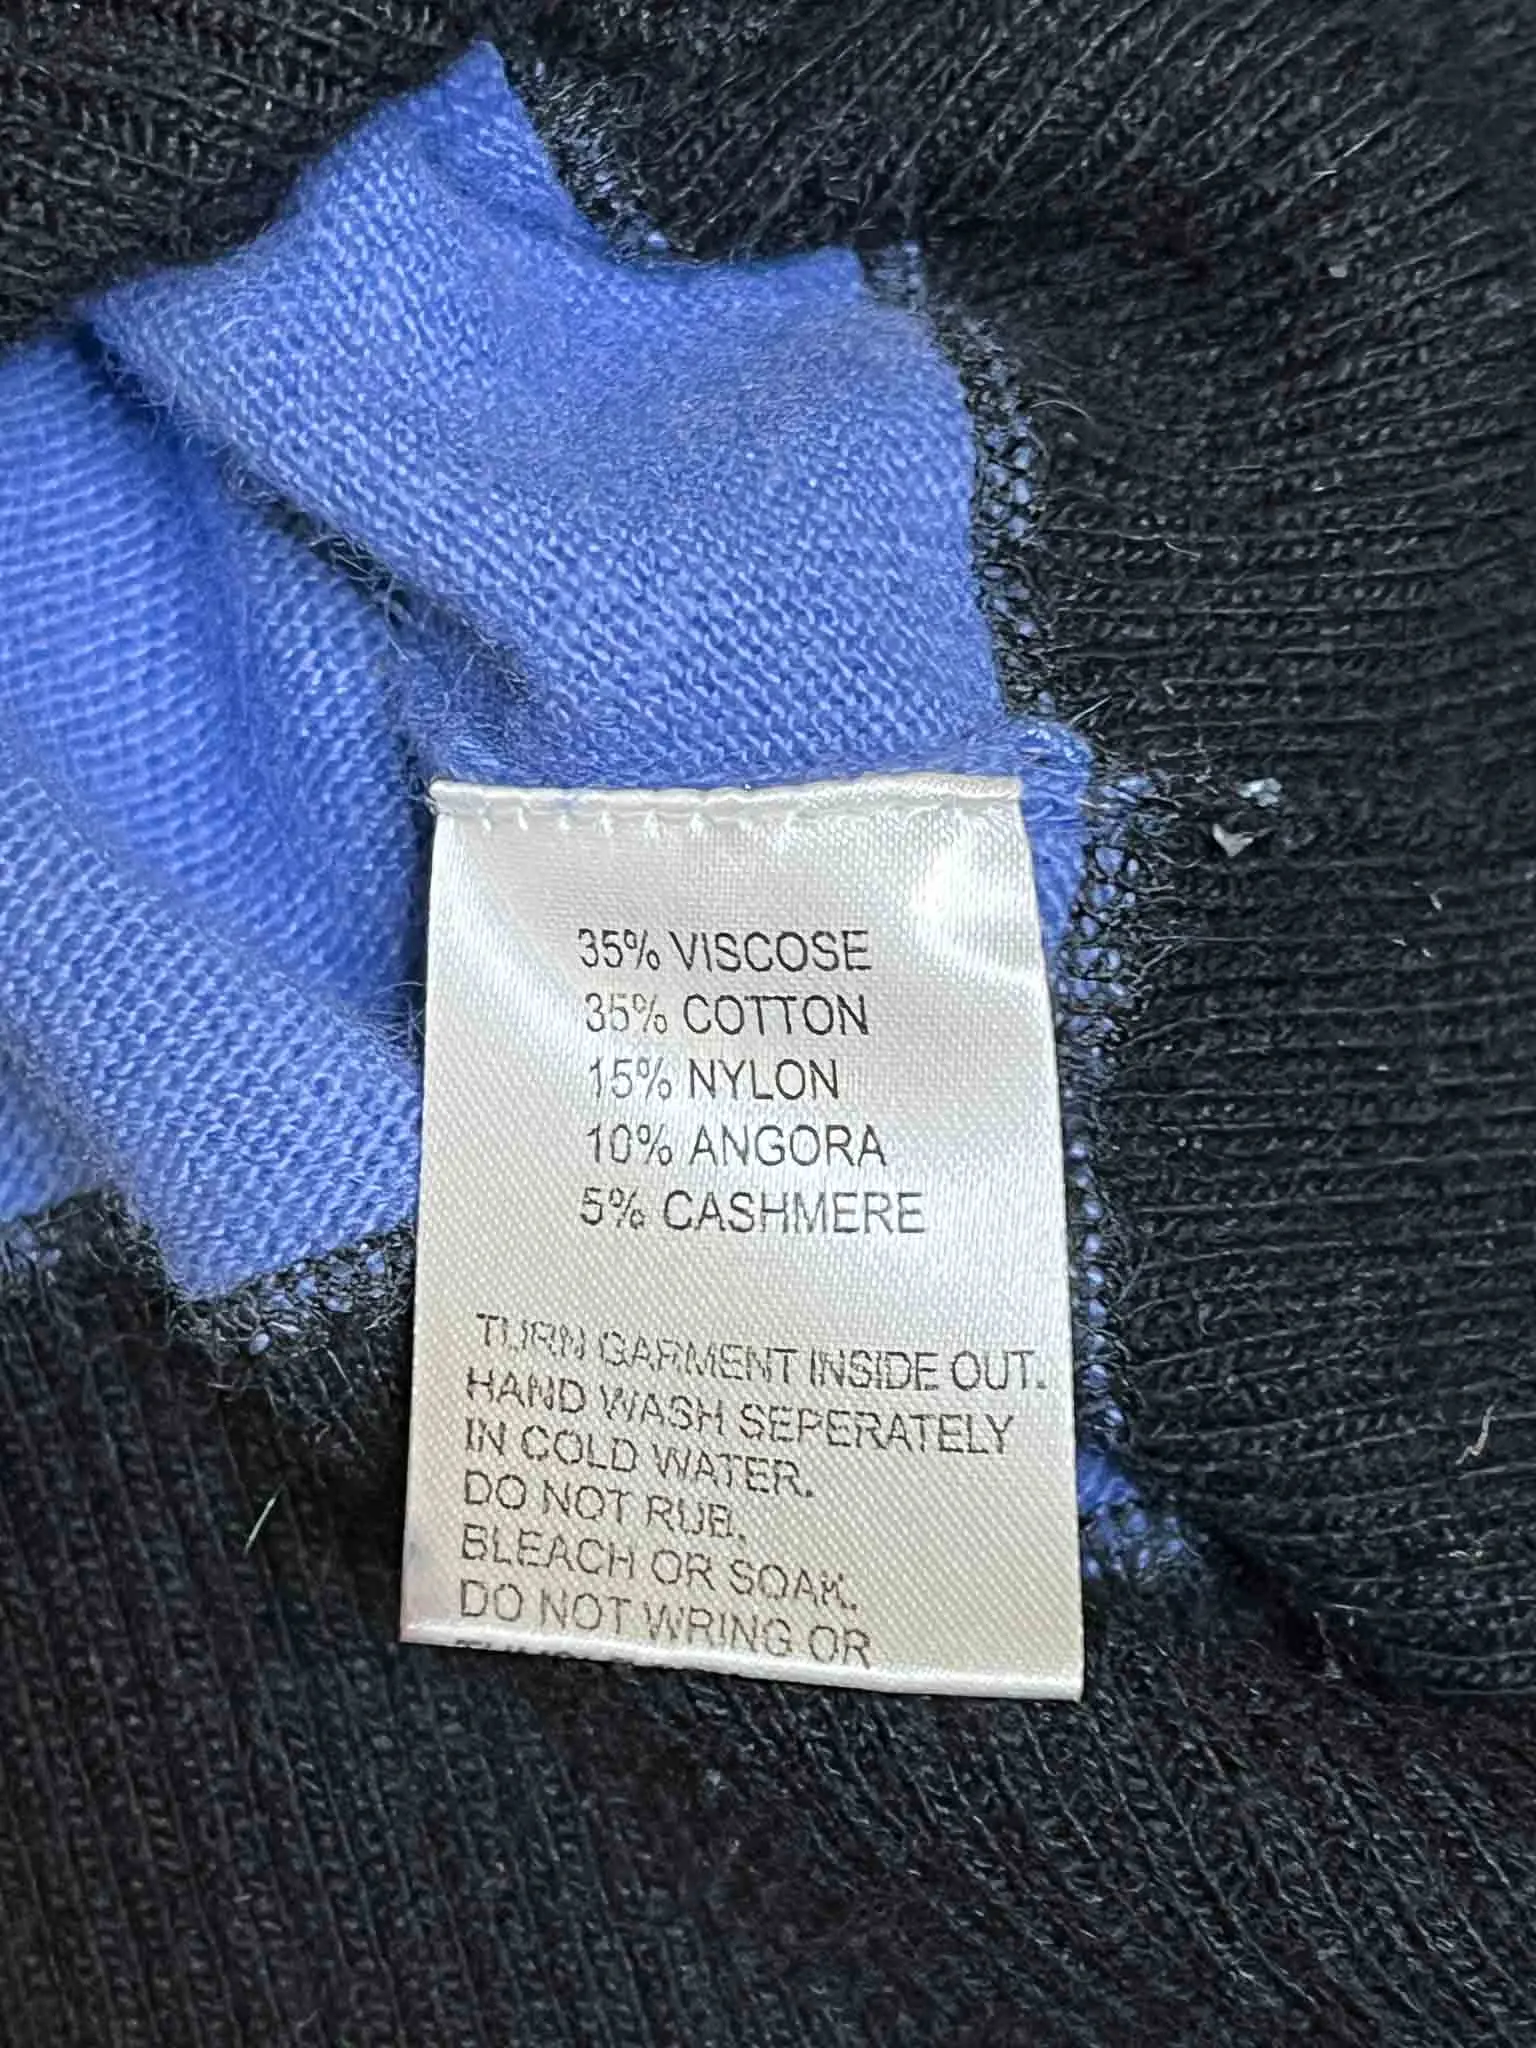 35% VISCOSE
35% COTTON
15% NYLON
10% ANGORA
5% CASHMERE
TURN GARMENT INSIDE OUT.
HAND WASH SEPERATELY
IN COLD WATER.
DO NOT RUB.
BLEACH OR SOAK.
DO NOT WRING OR